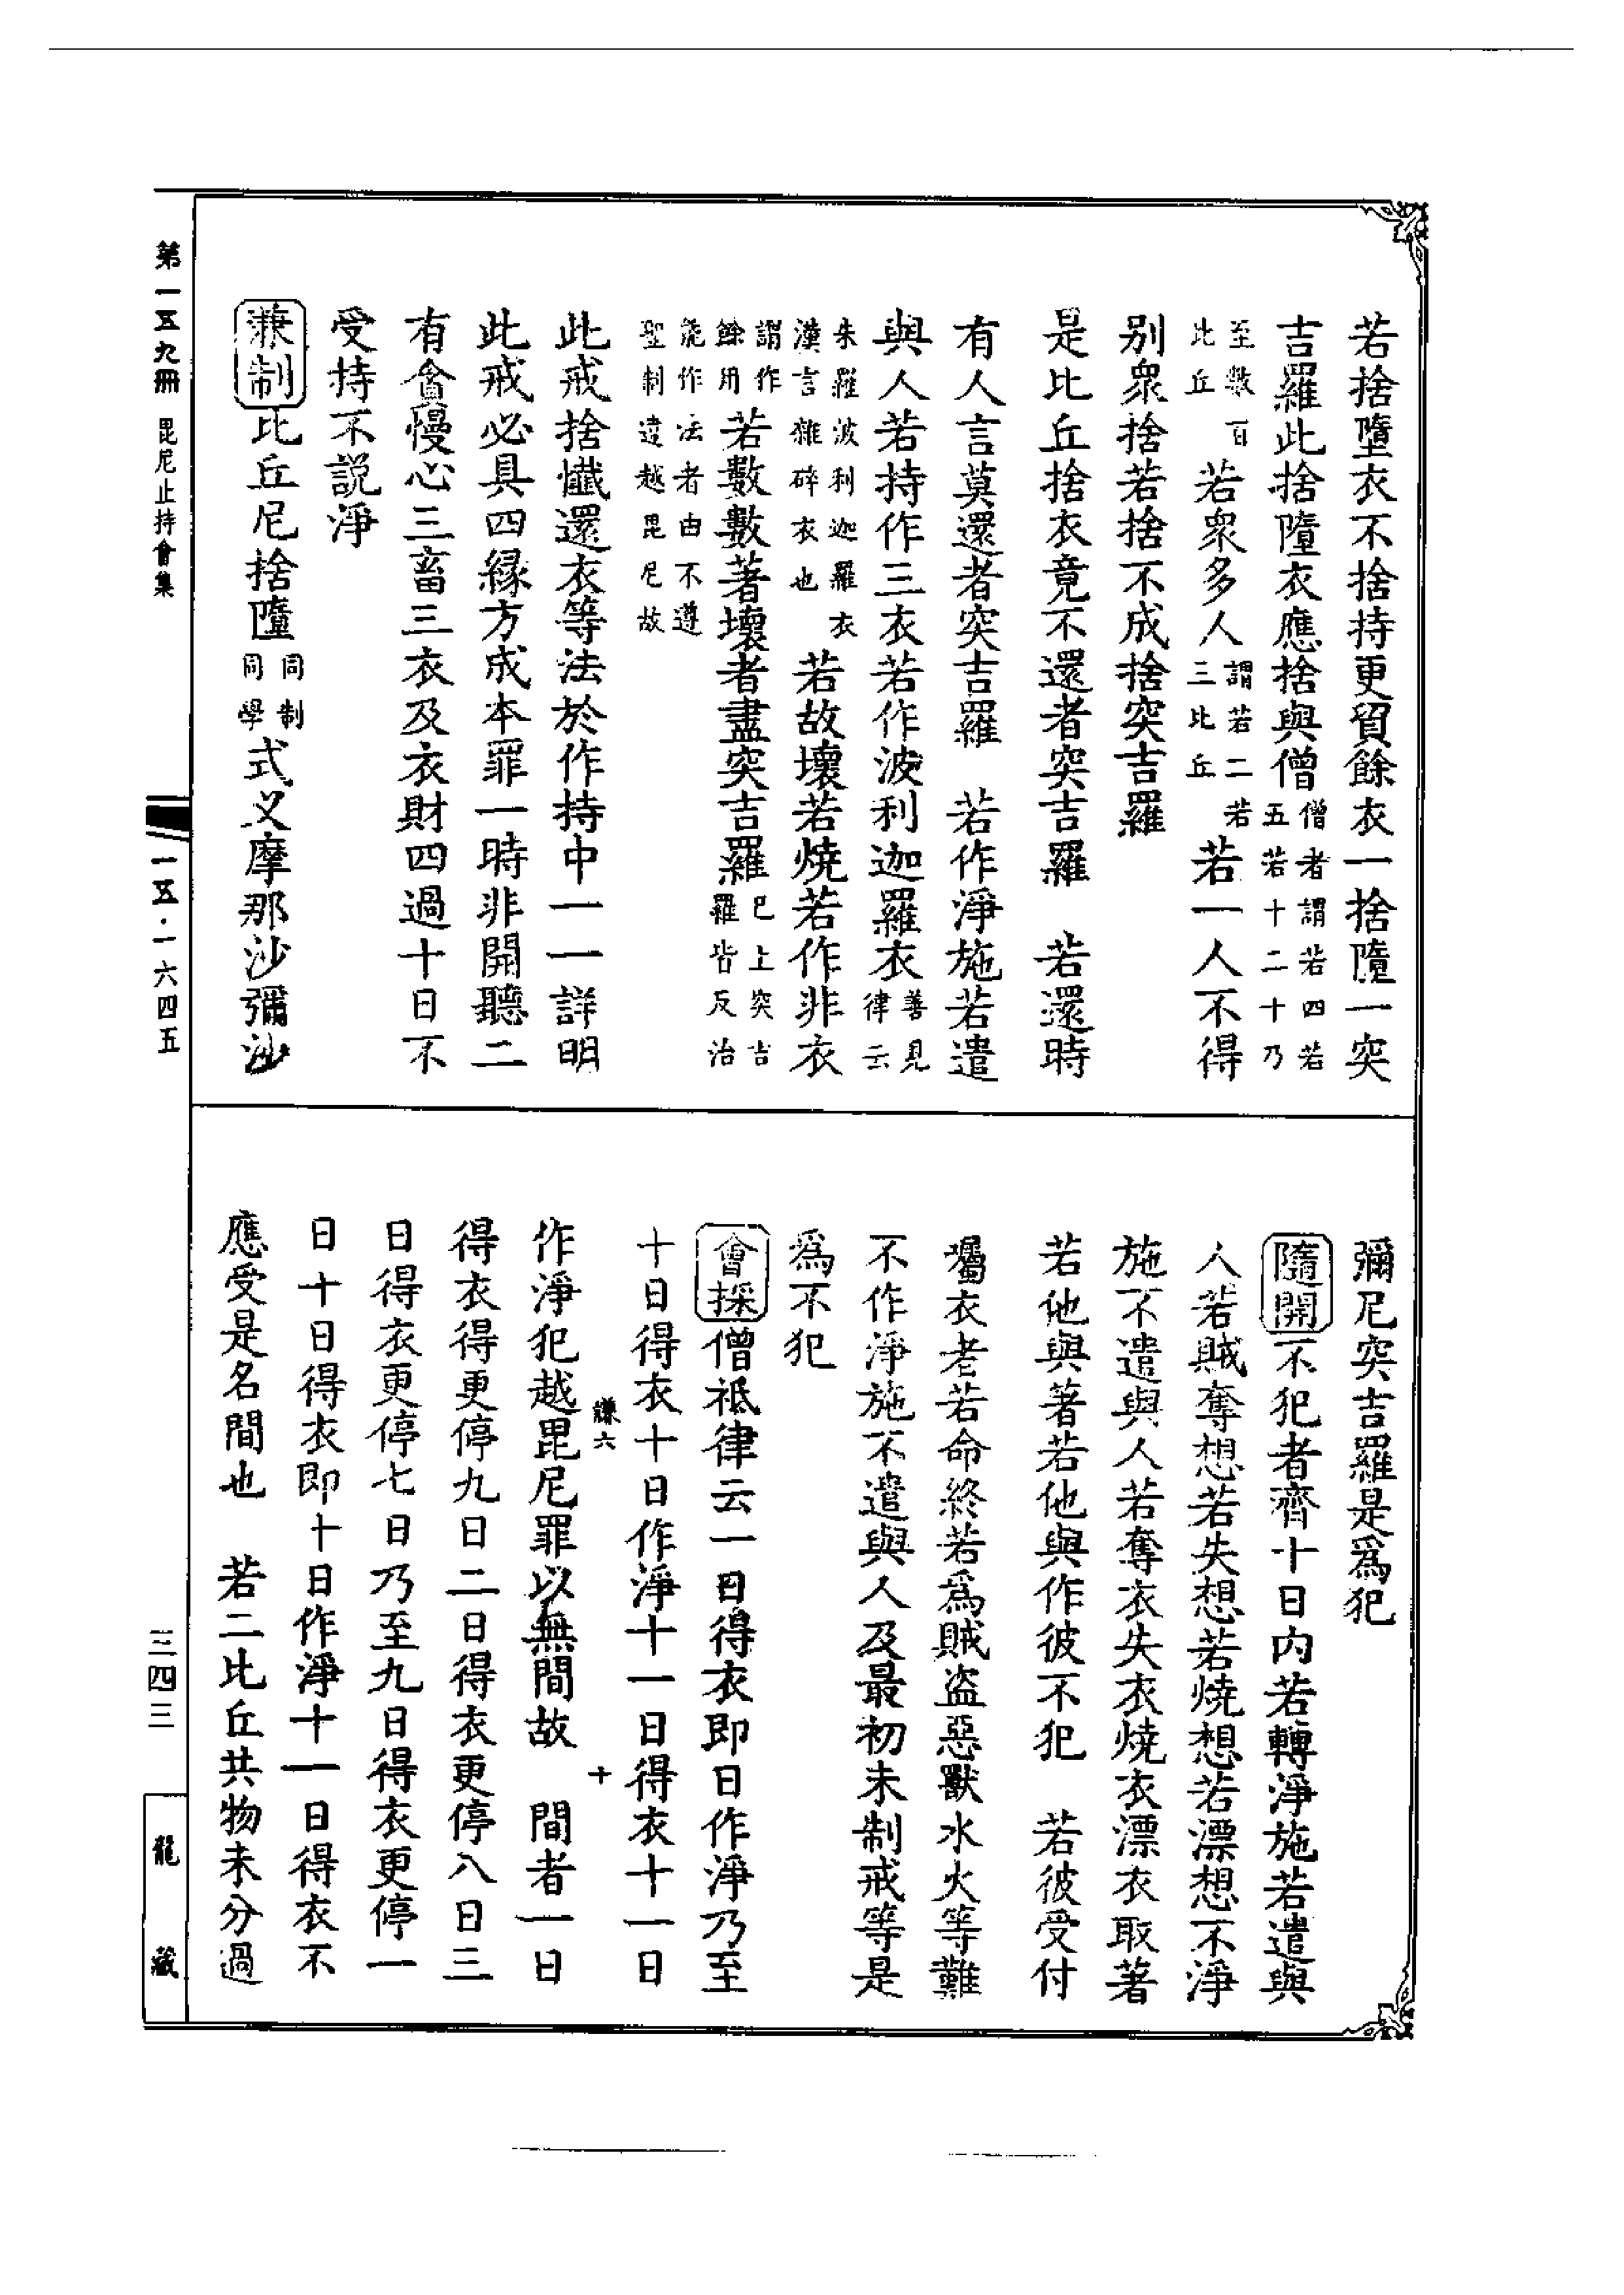 若捨墮衣不捨持更貿餘衣一捨墮一突
吉羅此捨墮衣應捨與僧僧者謂若四若五若十二十乃
至數百比丘若眾多人謂若二若三比丘若一人不得
別眾捨若捨不成捨突吉羅
是比丘捨衣竟不還者突吉羅　若還時
有人言莫還者突吉羅　若作淨施若遣
與人若持作三衣若作波利迦羅衣善見律云
朱羅波利迦羅衣漢言雜碎衣也若故壞若燒若作非衣
謂作餘用若數數著壞者盡突吉羅已上突吉羅皆反治
能作法者由不遵聖制違越毘尼故
此戒捨懺還衣等法於作持中一一詳明
此戒必具四緣方成本罪一時非開聽二
有貪慢心三畜三衣及衣財四過十日不
受持不說淨
兼制比丘尼捨墮同制同學式叉摩那沙彌沙
彌尼突吉羅是為犯
隨開不犯者齊十日內若轉淨施若遣與
人若賊奪想若失想若燒想若漂想不淨
施不遣與人若奪衣失衣燒衣漂衣取著
若他與著若他與作彼不犯　若彼受付
囑衣者若命終若為賊盜惡獸水火等難
不作淨施不遣與人及最初未制戒等是
為不犯
會採僧祇律云一日得衣即日作淨乃至
十日得衣十日作淨十一日得衣十一日
謙六　十
作淨犯越毘尼罪以無間故　間者一日
得衣得更停九日二日得衣更停八日三
日得衣更停七日乃至九日得衣更停一
日十日得衣即十日作淨十一日得衣不
應受是名間也　若二比丘共物未分過
第一五九冊　毘尼止持會集
一五·一六四五
三四三
龍藏